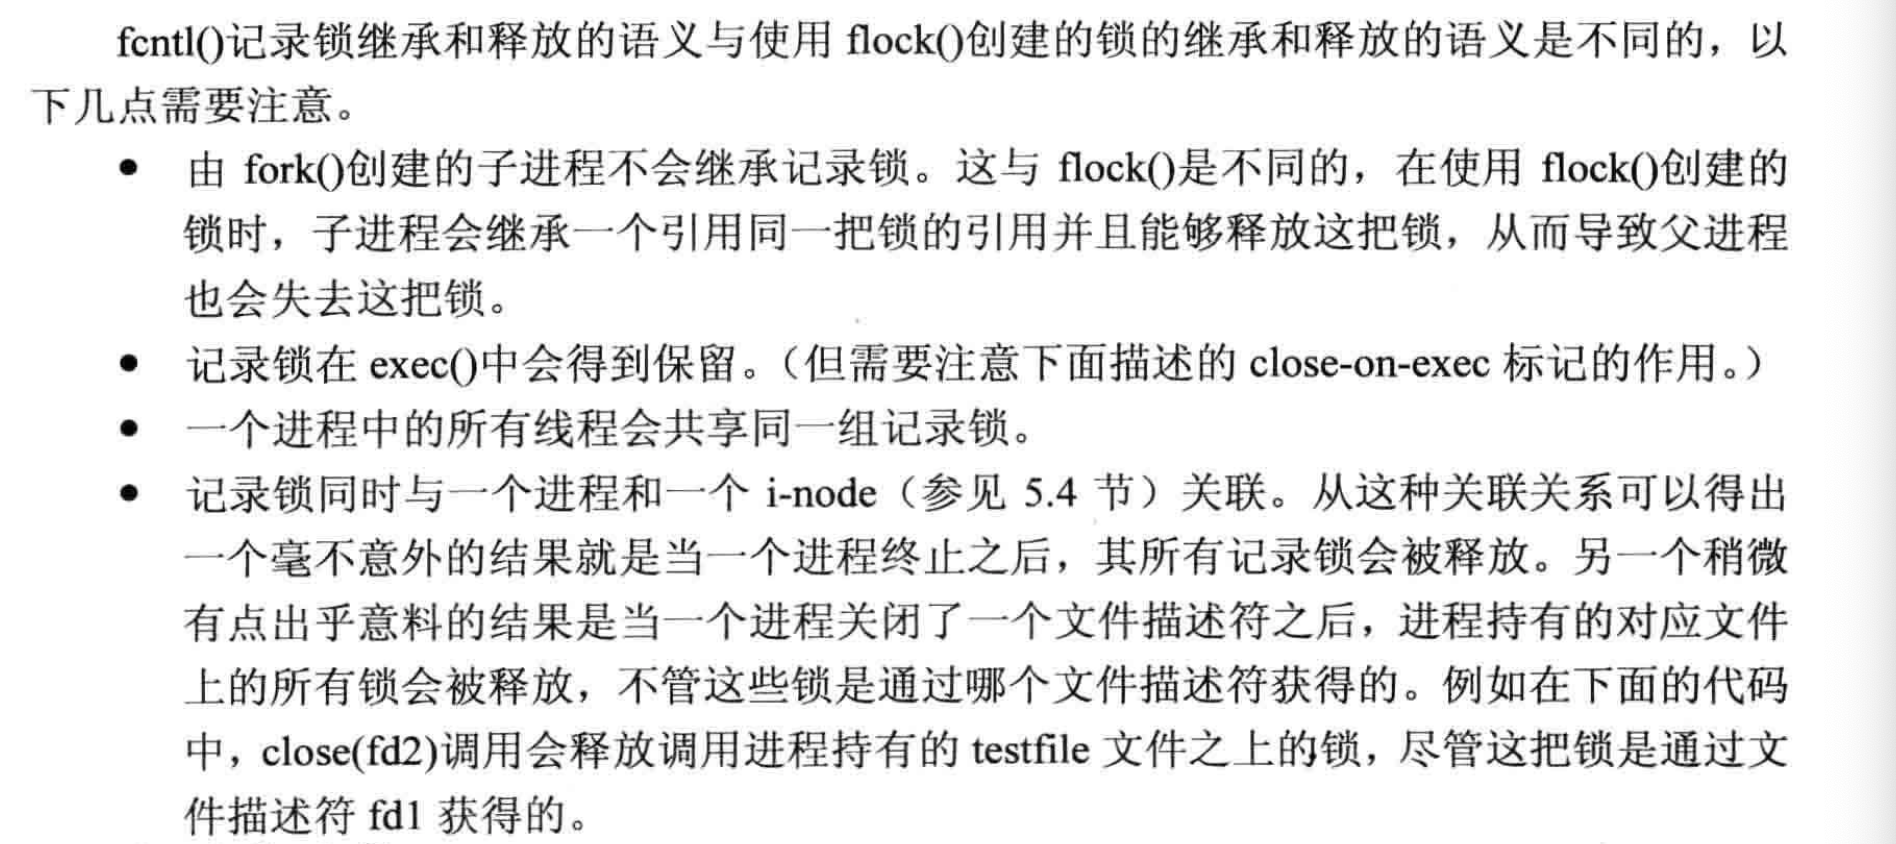 fcntl()记录锁继承和释放的语义与使用 flock()创建的锁的继承和释放的语义是不同的，以
下几点需要注意。
● 由 fork()创建的子进程不会继承记录锁。这与 flock()是不同的，在使用 flock()创建的
锁时，子进程会继承一个引用同一把锁的引用并且能够释放这把锁，从而导致父进程
也会失去这把锁。
● 记录锁在 exec()中会得到保留。（但需要注意下面描述的 close-on-exec 标记的作用。）
● 一个进程中的所有线程会共享同一组记录锁。
● 记录锁同时与一个进程和一个 i-node（参见 5.4 节）关联。从这种关联关系可以得出
一个毫不意外的结果就是当一个进程终止之后，其所有记录锁会被释放。另一个稍微
有点出乎意料的结果是当一个进程关闭了一个文件描述符之后，进程持有的对应文件
上的所有锁会被释放，不管这些锁是通过哪个文件描述符获得的。例如在下面的代码
中，close(fd2)调用会释放调用进程持有的 testfile 文件之上的锁，尽管这把锁是通过文
件描述符 fd1 获得的。